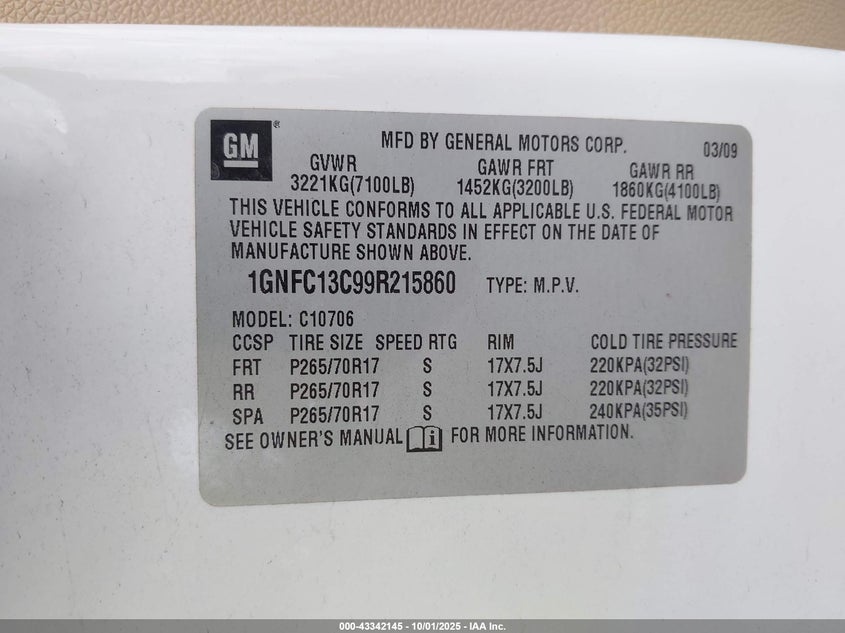 GM®
MFD BY GENERAL MOTORS CORP. 03/09
GVWR GAWR FRT GAWR RR
3221KG(7100LB) 1452KG(3200LB) 1860KG(4100LB)
THIS VEHICLE CONFORMS TO ALL APPLICABLE U.S. FEDERAL MOTOR
VEHICLE SAFETY STANDARDS IN EFFECT ON THE DATE OF
MANUFACTURE SHOWN ABOVE.
1GNFC13C99R215860 TYPE: M.P.V.
MODEL: C10706
CCSP TIRE SIZE SPEED RTG RIM COLD TIRE PRESSURE
FRT P265/70R17 S 17X7.5J 220KPA(32PSI)
RR P265/70R17 S 17X7.5J 220KPA(32PSI)
SPA P265/70R17 S 17X7.5J 240KPA(35PSI)
SEE OWNER'S MANUAL i FOR MORE INFORMATION.
000-43342145 - 10/01/2025 - IAA Inc.